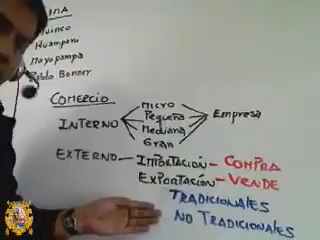 Huinco
Huampani
Moyopampa
Pablo Bonner
COMERCIO
INTERNO
Micro
Pequeña
Mediana
Gran
Empresa
EXTERNO — IMPORTACIÓN - COMPRA
EXPORTACIÓN - VENDE
TRADICIONALES
NO TRADICIONALES